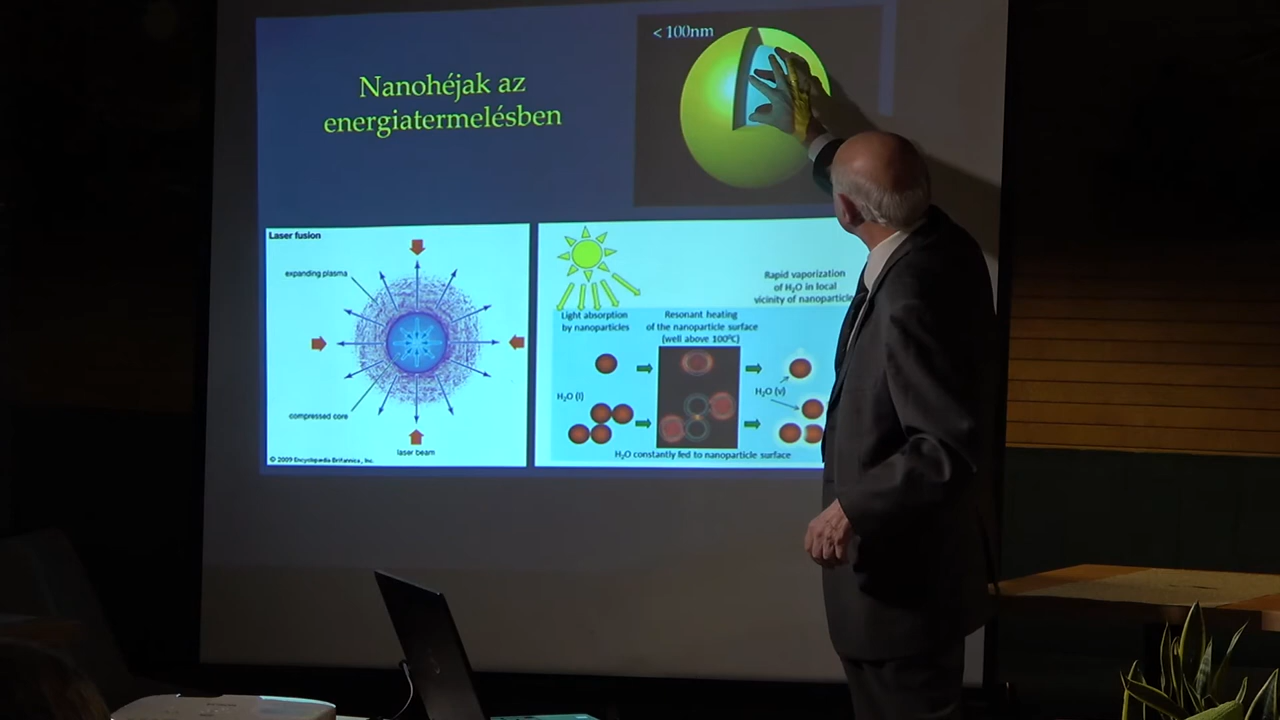 Nanohéjak az
energiatermelésben
< 100nm
Laser fusion
expanding plasma
compressed core
laser beam
© 2009 Encyclopædia Britannica, Inc.
Rapid vaporization
of H₂O in local
vicinity of nanoparticle
Light absorption
by nanoparticles
Resonant heating
of the nanoparticle surface
(well above 100⁰C)
H₂O (l)
H₂O (v)
H₂O constantly fed to nanoparticle surface